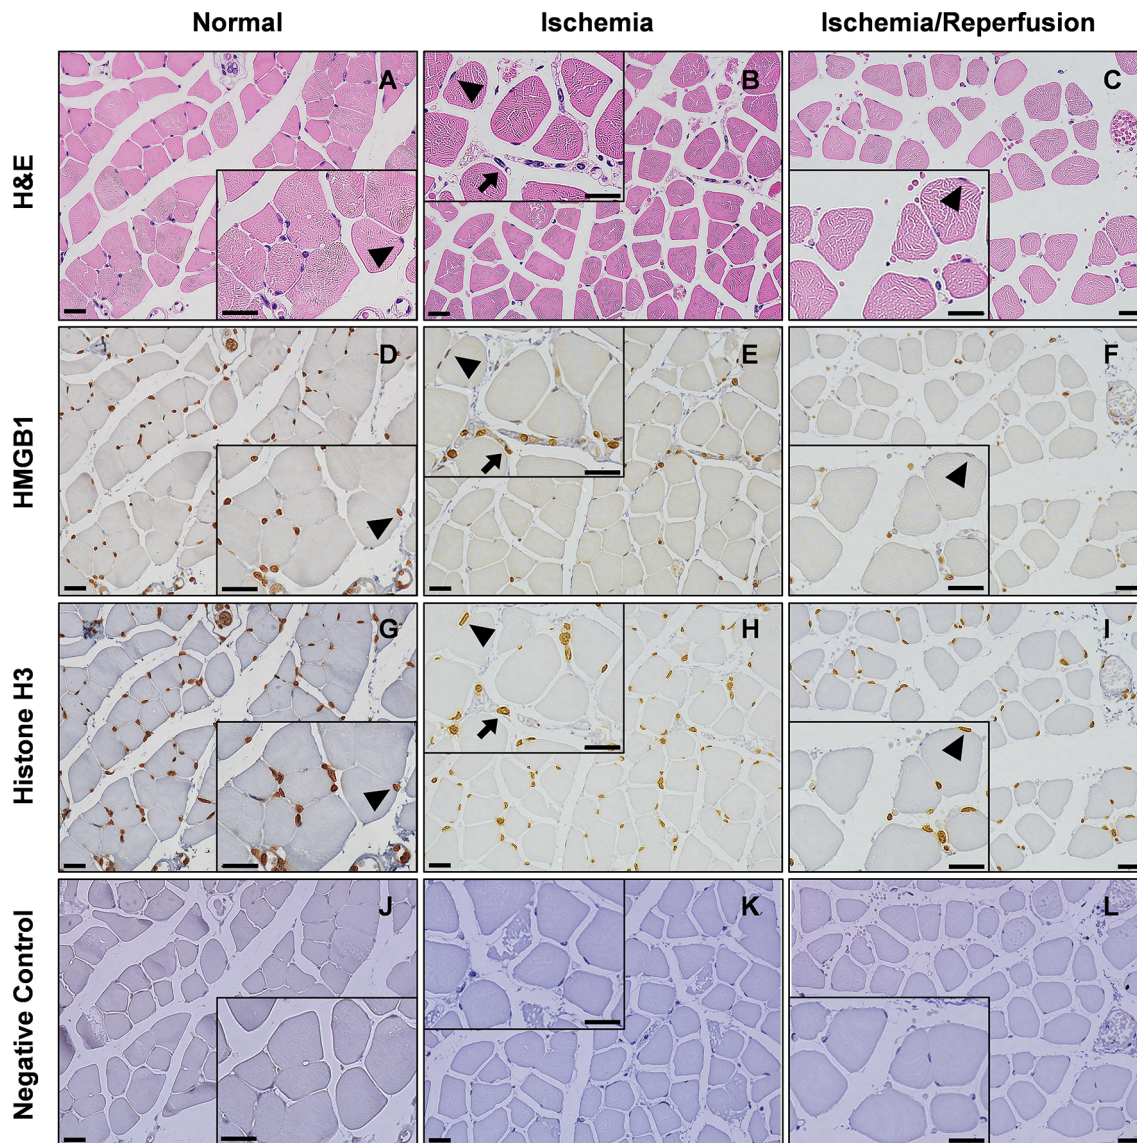 Normal Ischemia Ischemia/Reperfusion
H&E
A B C
HMGB1
D E F
Histone H3
G H I
Negative Control
J K L